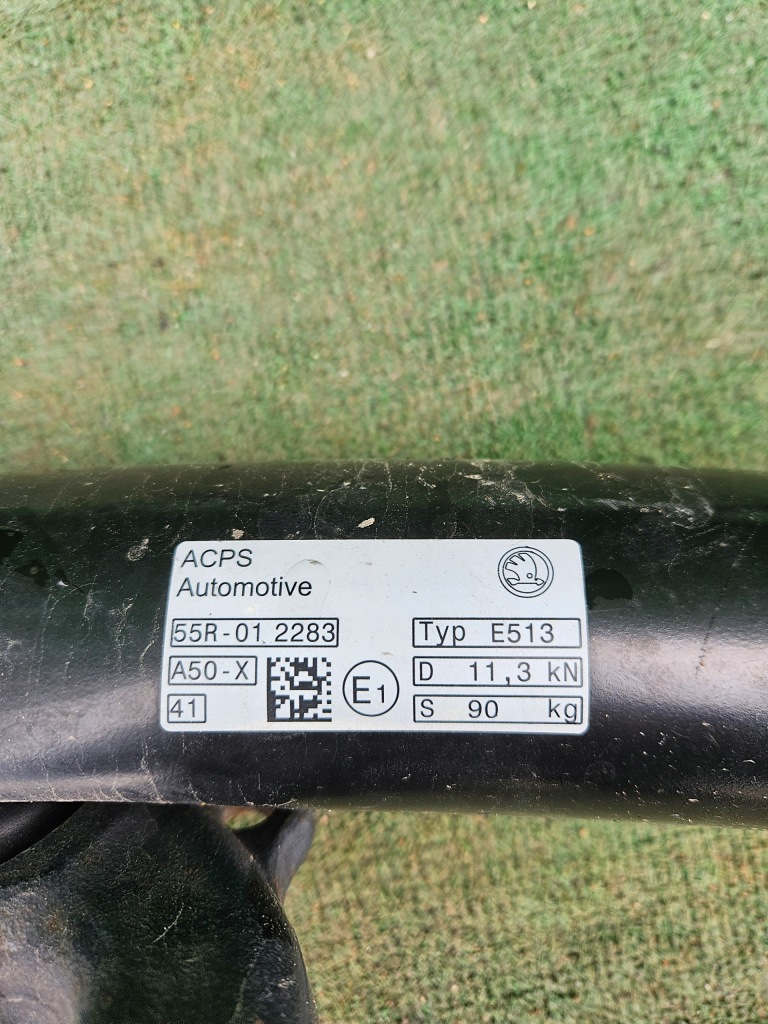 ACPS
Automotive
55R-01 2283
A50-X
41
E1
Typ E513
D 11,3 kN
S 90 kg